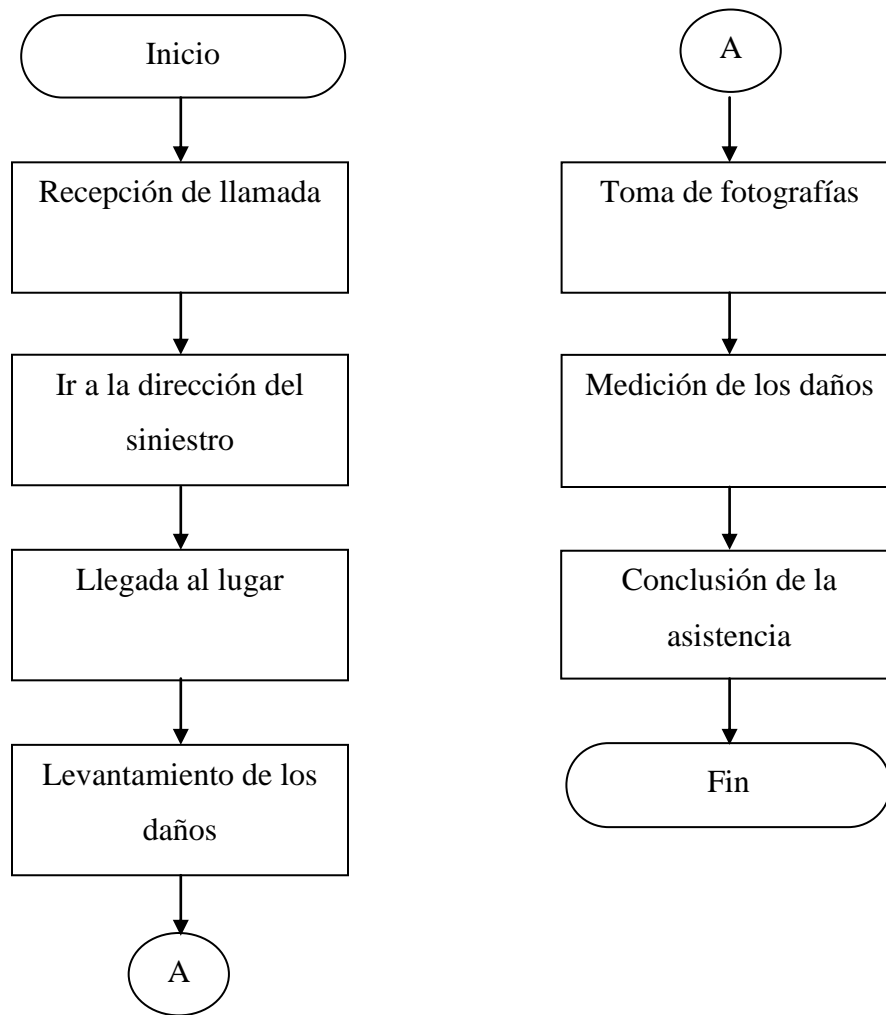 Inicio
Recepción de llamada
Ir a la dirección del
siniestro
Llegada al lugar
Levantamiento de los
daños
A
A
Toma de fotografías
Medición de los daños
Conclusión de la
asistencia
Fin